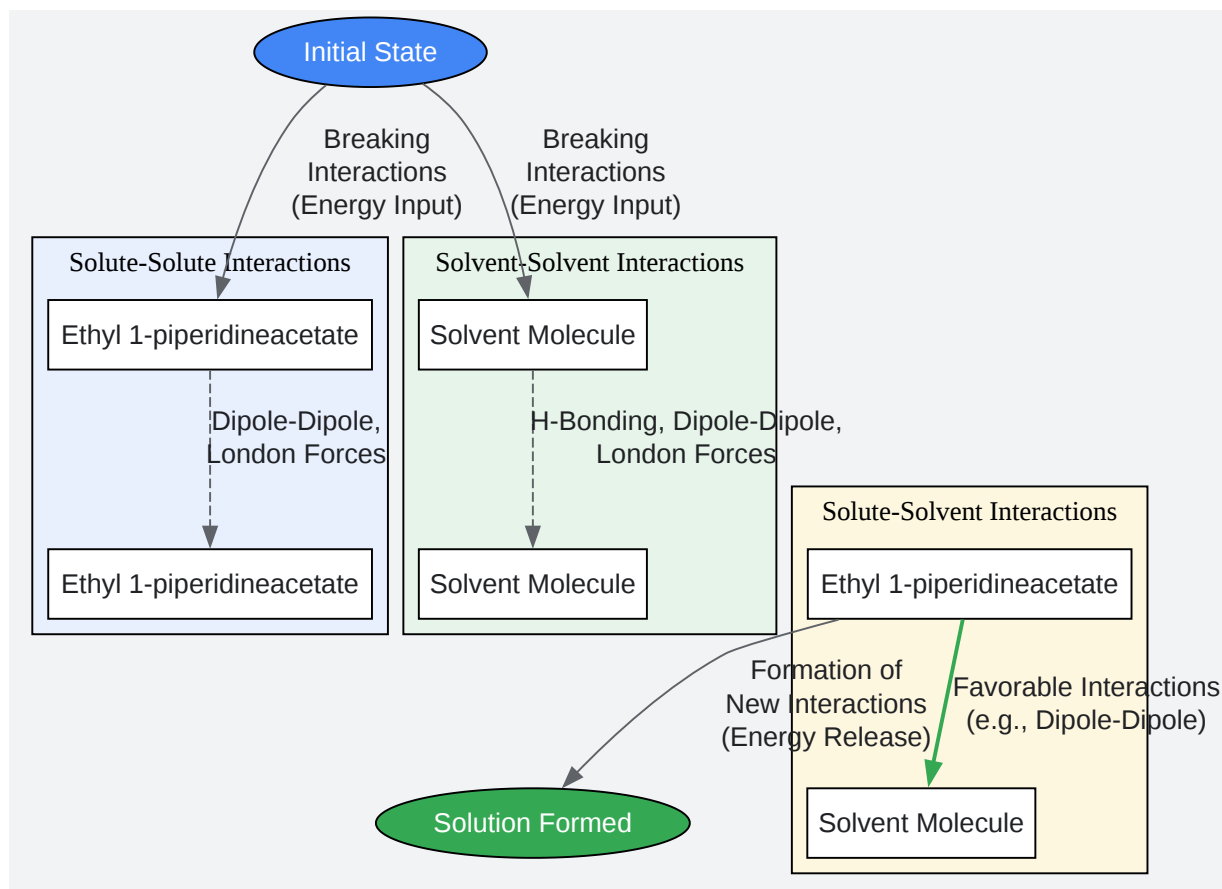 Initial State
Breaking
Interactions
(Energy Input)
Breaking
Interactions
(Energy Input)
Solute-Solute Interactions
Ethyl 1-piperidineacetate
Dipole-Dipole,
London Forces
Ethyl 1-piperidineacetate
Solvent-Solvent Interactions
Solvent Molecule
H-Bonding, Dipole-Dipole,
London Forces
Solvent Molecule
Solute-Solvent Interactions
Ethyl 1-piperidineacetate
Formation of
New Interactions
(Energy Release)
Favorable Interactions
(e.g., Dipole-Dipole)
Solution Formed
Solvent Molecule